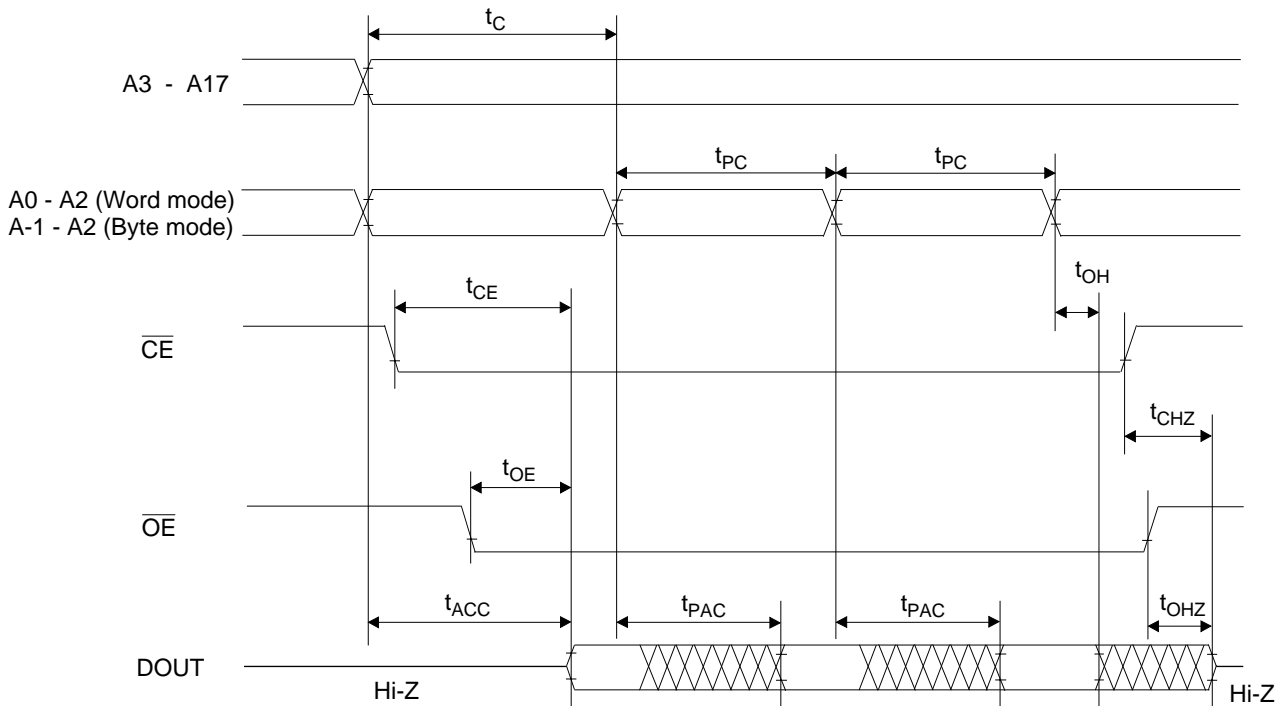 tC
A3 - A17
tPC tPC
A0 - A2 (Word mode)
A-1 - A2 (Byte mode)
tOH
tCE
CE
tCHZ
tOE
OE
tACC tPAC tPAC tOHZ
DOUT
Hi-Z Hi-Z